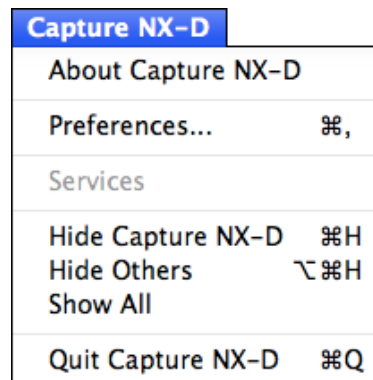 Capture NX-D
About Capture NX-D
Preferences... ⌘,
Services
Hide Capture NX-D ⌘H
Hide Others ⌥⌘H
Show All
Quit Capture NX-D ⌘Q